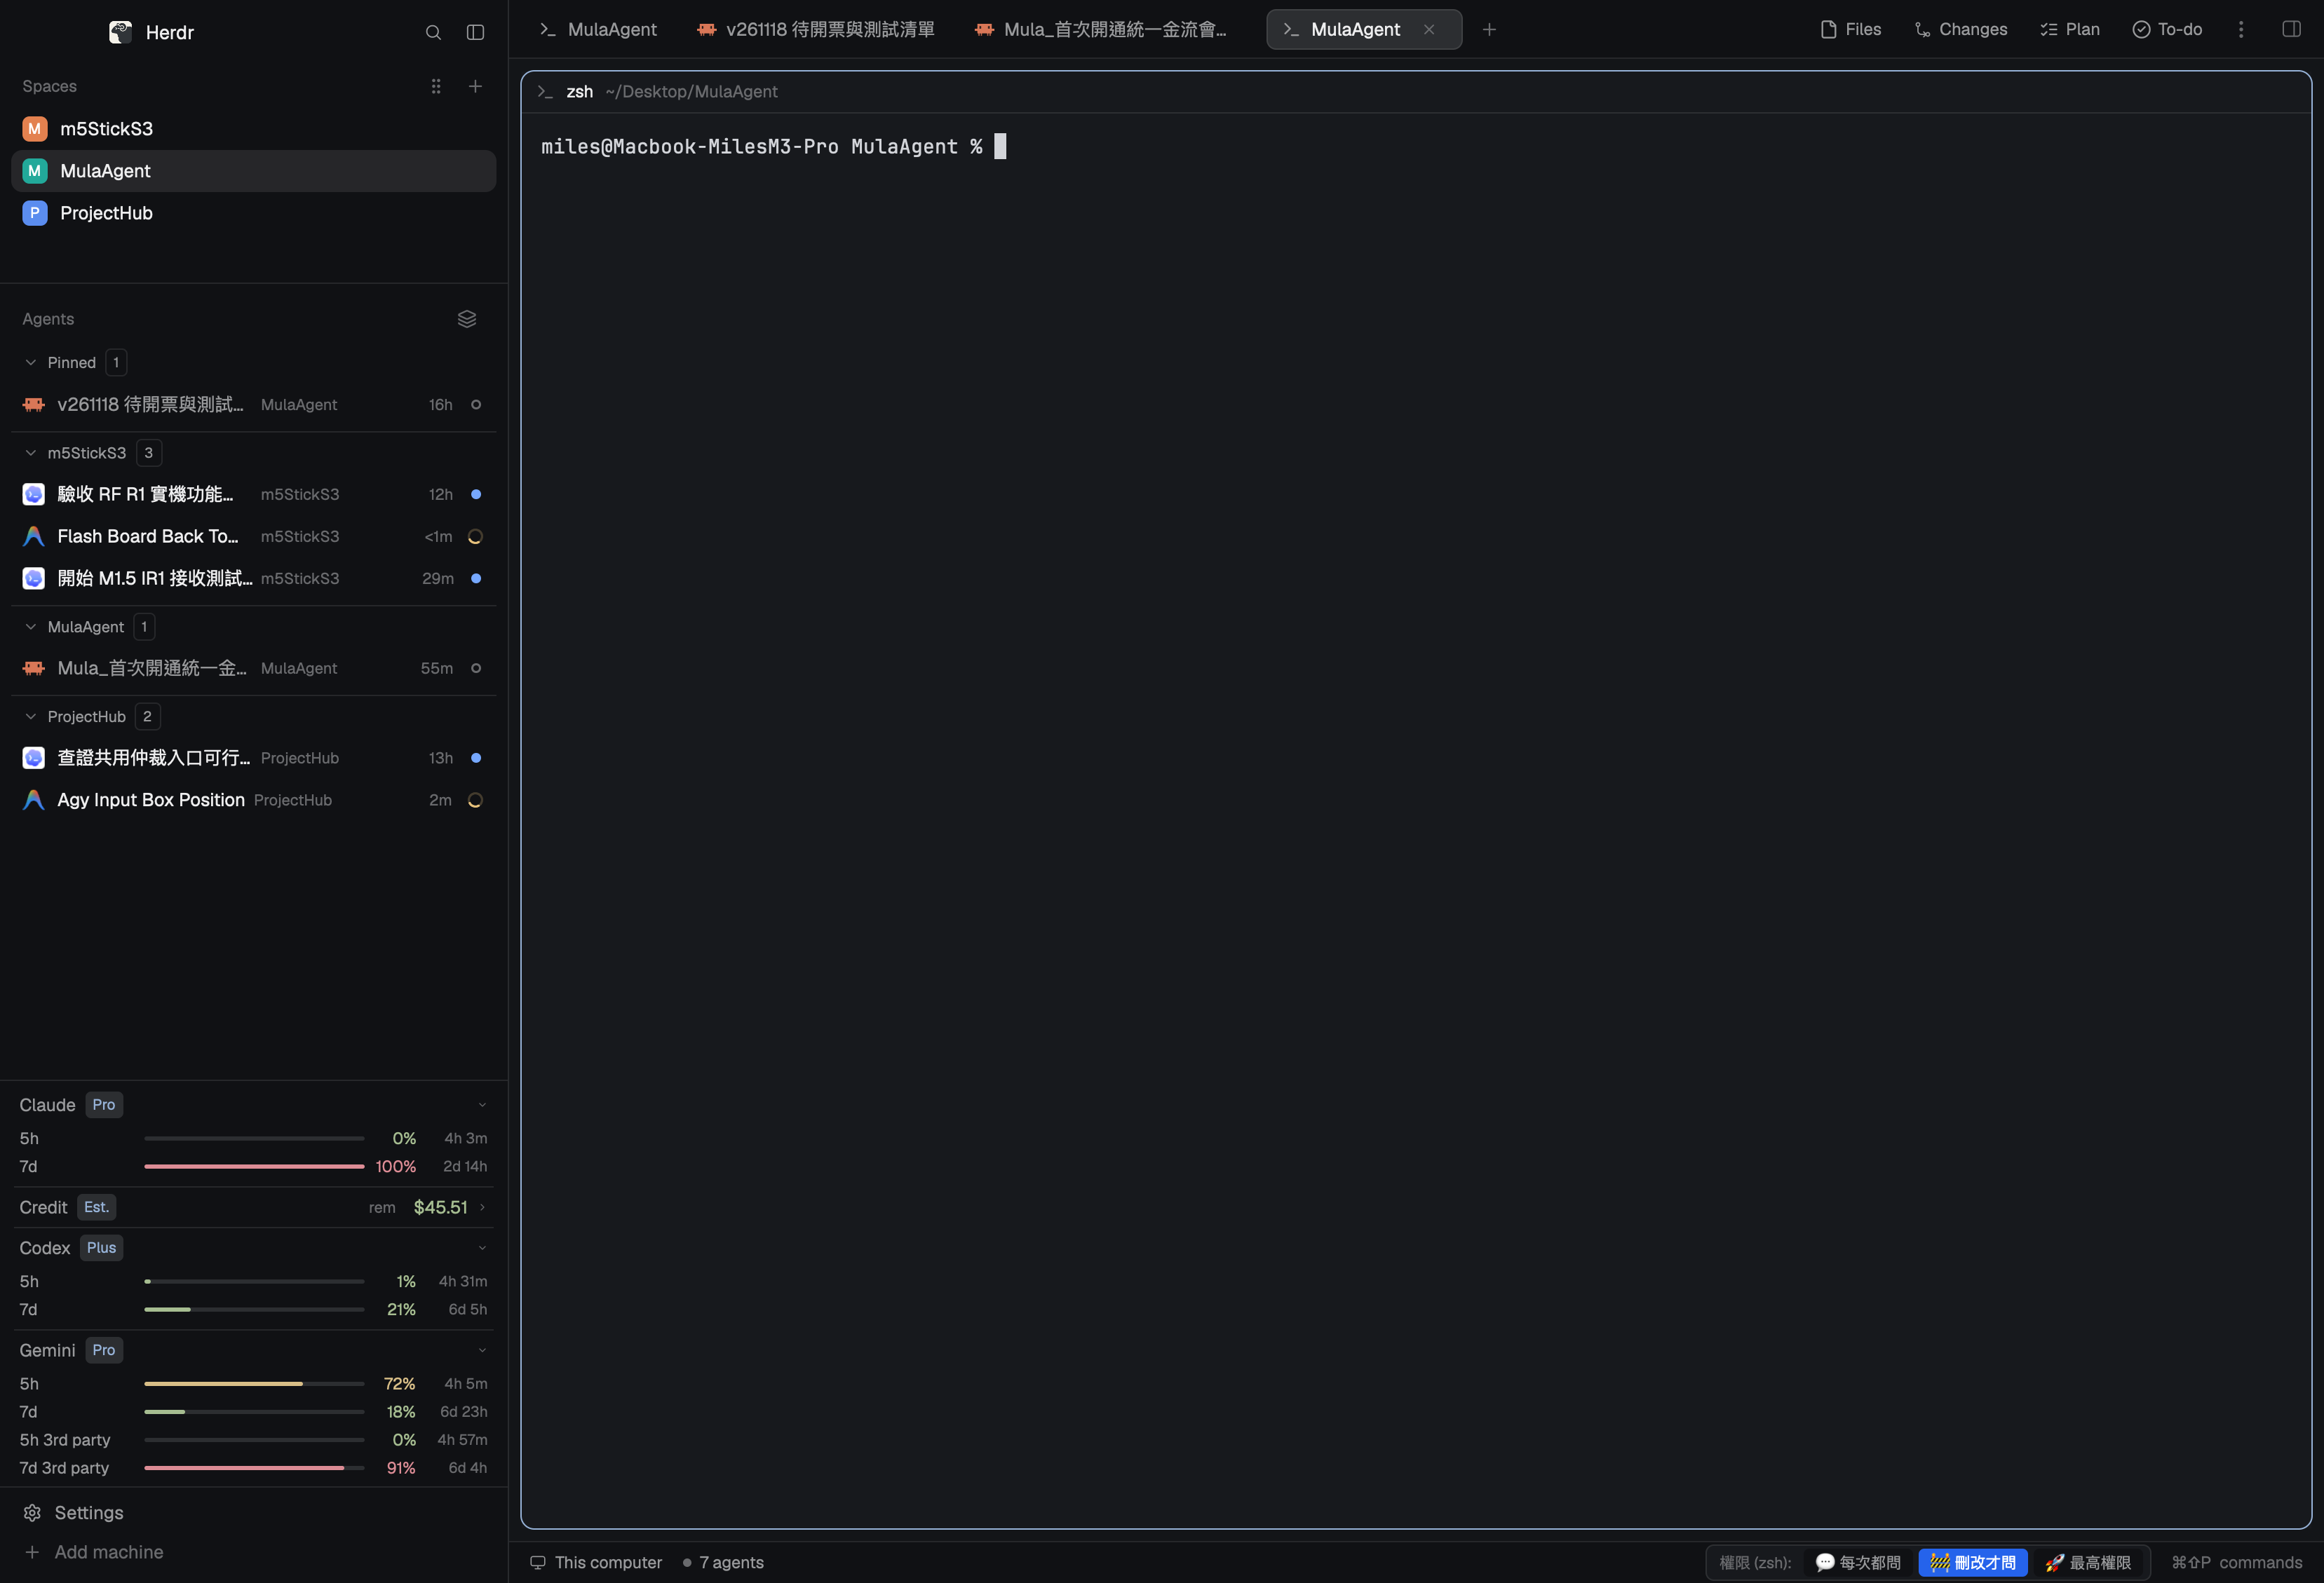 Herdr
Spaces
M m5StickS3
M MulaAgent
P ProjectHub
Agents
Pinned 1
v261118 待開票與測試... MulaAgent 16h
m5StickS3 3
驗收 RF R1 實機功能... m5StickS3 12h
Flash Board Back To... m5StickS3 <1m
開始 M1.5 IR1 接收測試... m5StickS3 29m
MulaAgent 1
Mula_首次開通統一金... MulaAgent 55m
ProjectHub 2
查證共用仲裁入口可行... ProjectHub 13h
Agy Input Box Position ProjectHub 2m
Claude Pro
5h 0% 4h 3m
7d 100% 2d 14h
Credit Est. rem $45.51
Codex Plus
5h 1% 4h 31m
7d 21% 6d 5h
Gemini Pro
5h 72% 4h 5m
7d 18% 6d 23h
5h 3rd party 0% 4h 57m
7d 3rd party 91% 6d 4h
Settings
+ Add machine
>_ MulaAgent v261118 待開票與測試清單 Mula_首次開通統一金流會... >_ MulaAgent × +
Files Changes Plan To-do
>_ zsh ~/Desktop/MulaAgent
miles@Macbook-MilesM3-Pro MulaAgent %
This computer 7 agents
權限 (zsh): 💬 每次都問 🚧 刪改才問 🚀 最高權限 ⌘⇧P commands